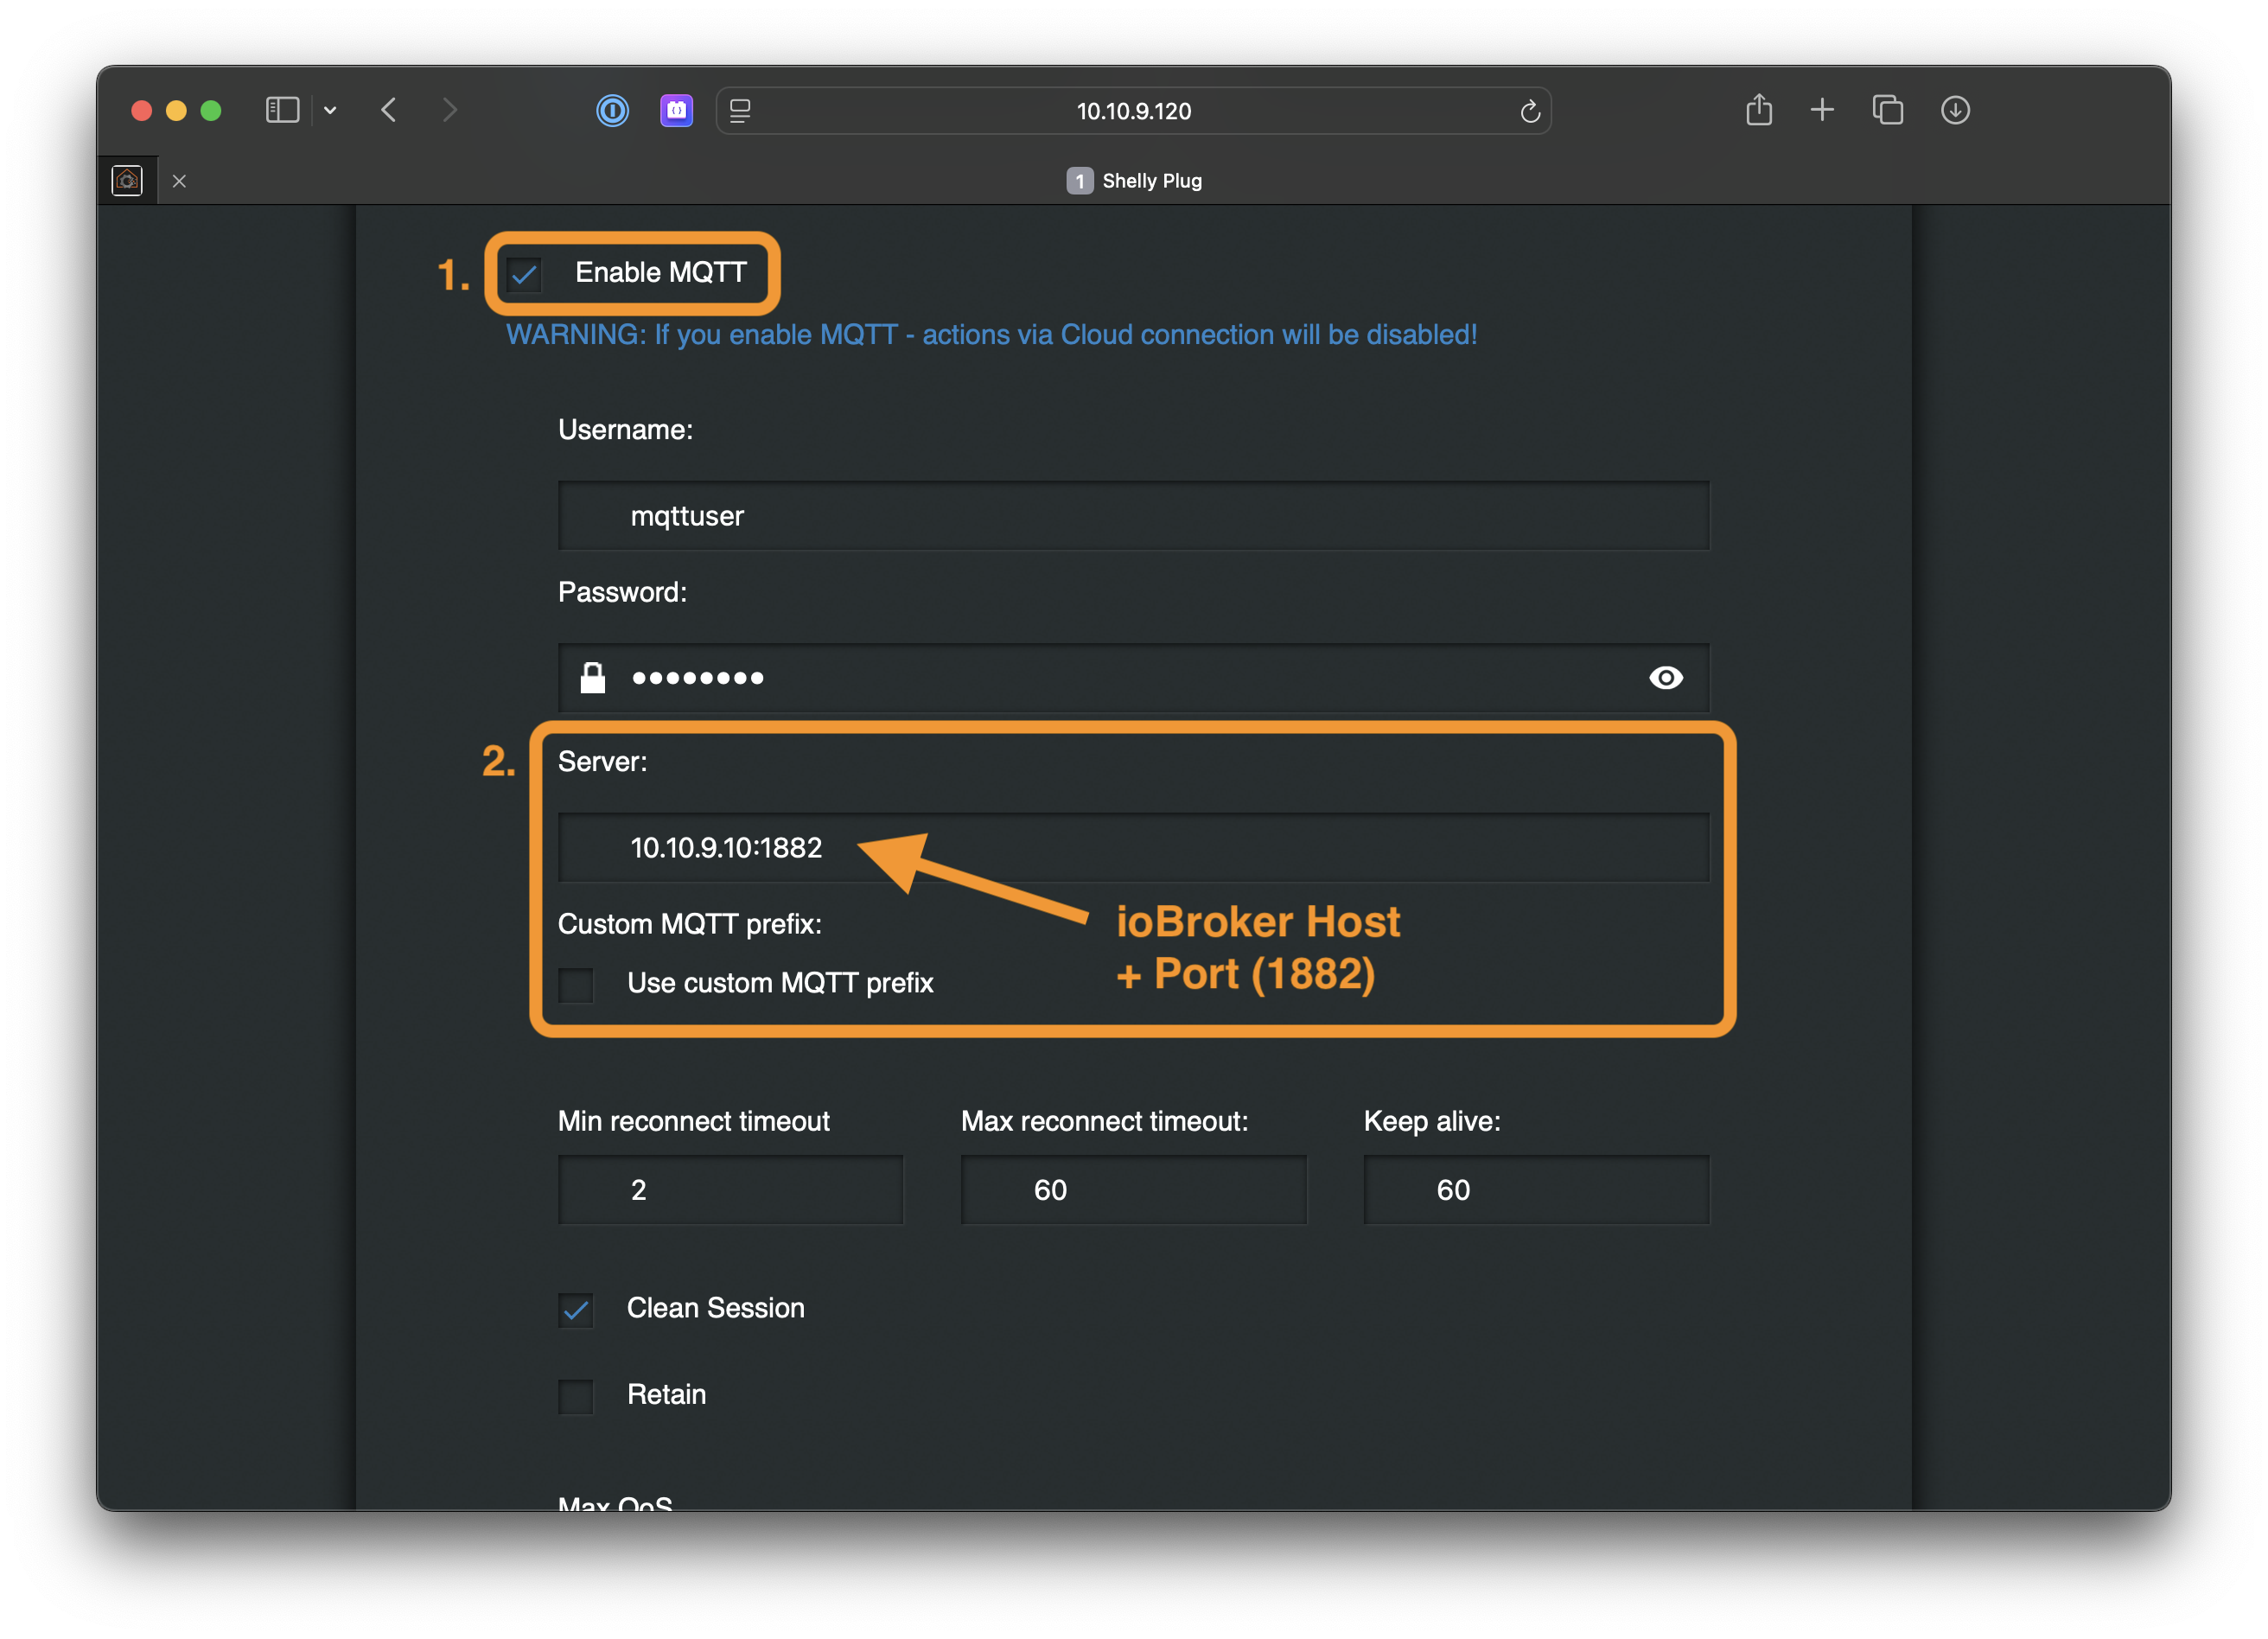 10.10.9.120
1 Shelly Plug
1.
Enable MQTT
WARNING: If you enable MQTT - actions via Cloud connection will be disabled!
Username:
mqttuser
Password:
2.
Server:
10.10.9.10:1882
ioBroker Host
+ Port (1882)
Custom MQTT prefix:
Use custom MQTT prefix
Min reconnect timeout
Max reconnect timeout:
Keep alive:
2
60
60
Clean Session
Retain
Max QoS